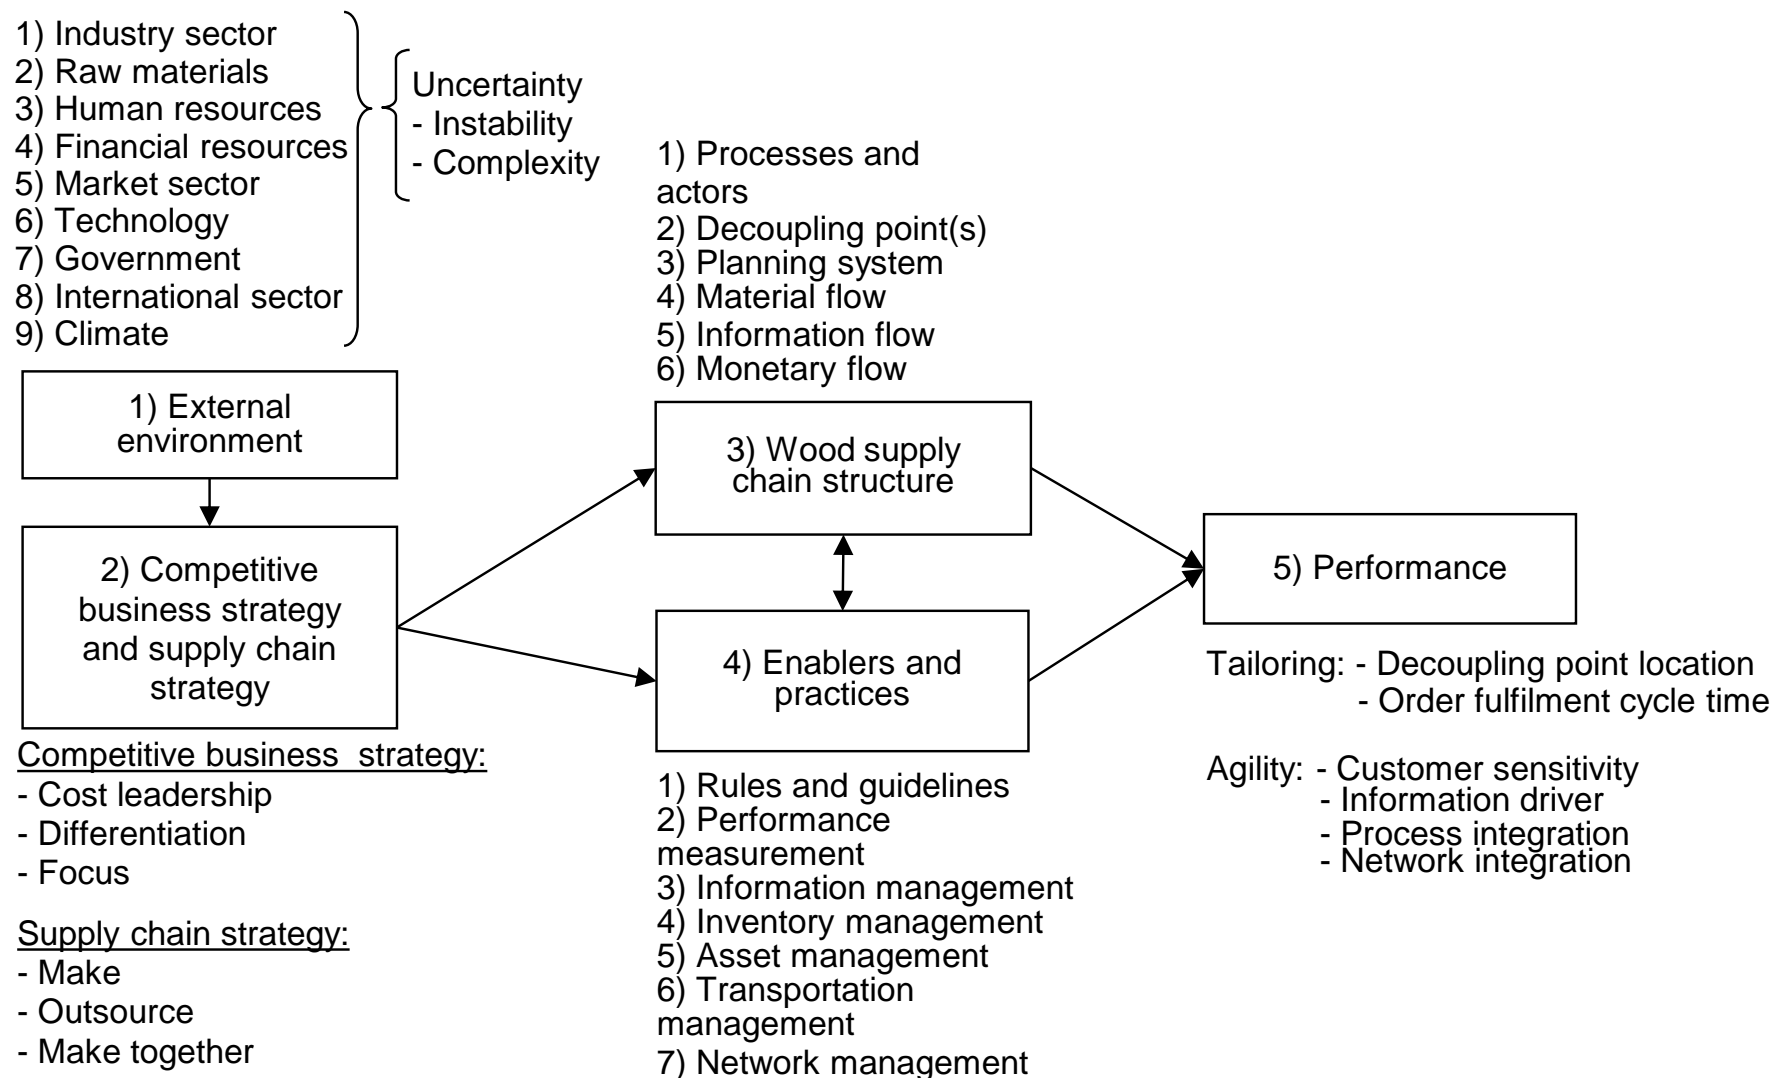 1) Industry sector
2) Raw materials
3) Human resources
4) Financial resources
5) Market sector
6) Technology
7) Government
8) International sector
9) Climate
Uncertainty
- Instability
- Complexity
1) External
environment
2) Competitive
business strategy
and supply chain
strategy
Competitive business  strategy:
- Cost leadership
- Differentiation
- Focus
Supply chain strategy:
- Make
- Outsource
- Make together
1) Processes and
actors
2) Decoupling point(s)
3) Planning system
4) Material flow
5) Information flow
6) Monetary flow
3) Wood supply
chain structure
4) Enablers and
practices
1) Rules and guidelines
2) Performance
measurement
3) Information management
4) Inventory management
5) Asset management
6) Transportation
management
7) Network management
5) Performance
Tailoring: - Decoupling point location
- Order fulfilment cycle time
Agility: - Customer sensitivity
- Information driver
- Process integration
- Network integration